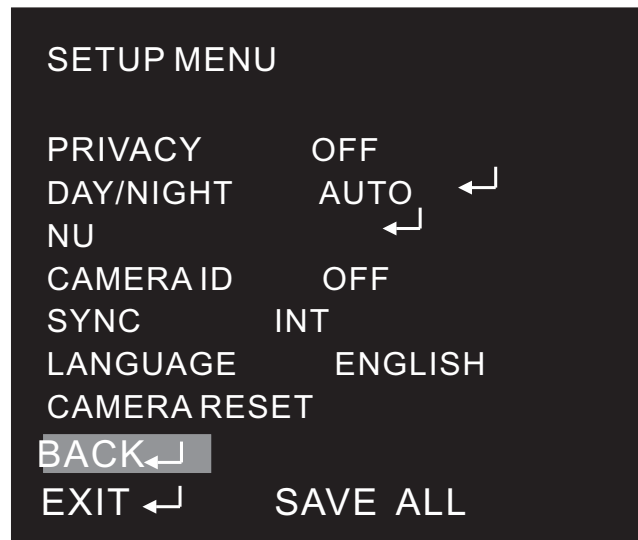 SETUP MENU
PRIVACY OFF
DAY/NIGHT AUTO ↵
NU ↵
CAMERA ID OFF
SYNC INT
LANGUAGE ENGLISH
CAMERA RESET
BACK↵
EXIT ↵ SAVE ALL